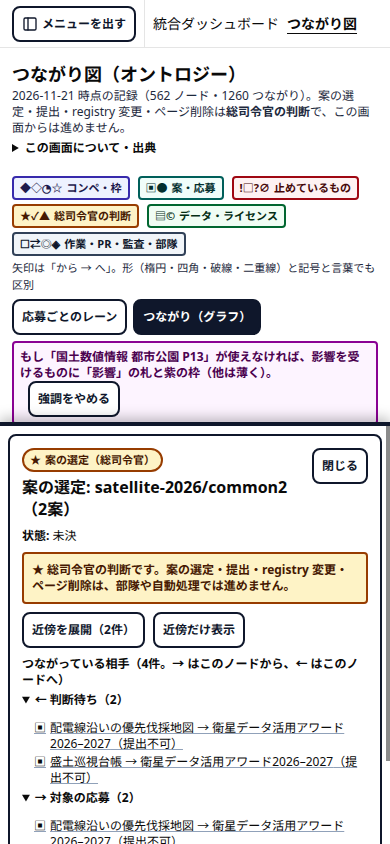 メニューを出す
統合ダッシュボード つながり図
つながり図（オントロジー）
2026-11-21 時点の記録（562 ノード・1260 つながり）。案の選
定・提出・registry 変更・ページ削除は総司令官の判断で、この画
面からは進めません。
▶ この画面について・出典
◆◇◔☆ コンペ・枠
▣● 案・応募
!□?⊘ 止めているもの
★✓▲ 総司令官の判断
▤© データ・ライセンス
☐⇄◎◆ 作業・PR・監査・部隊
矢印は「から → へ」。形（楕円・四角・破線・二重線）と記号と言葉でも
区別
応募ごとのレーン
つながり（グラフ）
もし「国土数値情報 都市公園 P13」が使えなければ、影響を受
けるものに「影響」の札と紫の枠（他は薄く）。
強調をやめる
★ 案の選定（総司令官）
閉じる
案の選定: satellite-2026/common2
（2案）
状態: 未決
★ 総司令官の判断です。案の選定・提出・registry 変更・
ページ削除は、部隊や自動処理では進めません。
近傍を展開（2件）
近傍だけ表示
つながっている相手（4件。→ はこのノードから、← はこのノ
ードへ）
▼ ← 判断待ち（2）
▣ 配電線沿いの優先伐採地図 → 衛星データ活用アワード
2026–2027（提出不可）
▣ 盛土巡視台帳 → 衛星データ活用アワード2026–2027（提
出不可）
▼ → 対象の応募（2）
▣ 配電線沿いの優先伐採地図 → 衛星データ活用アワード
2026–2027（提出不可）